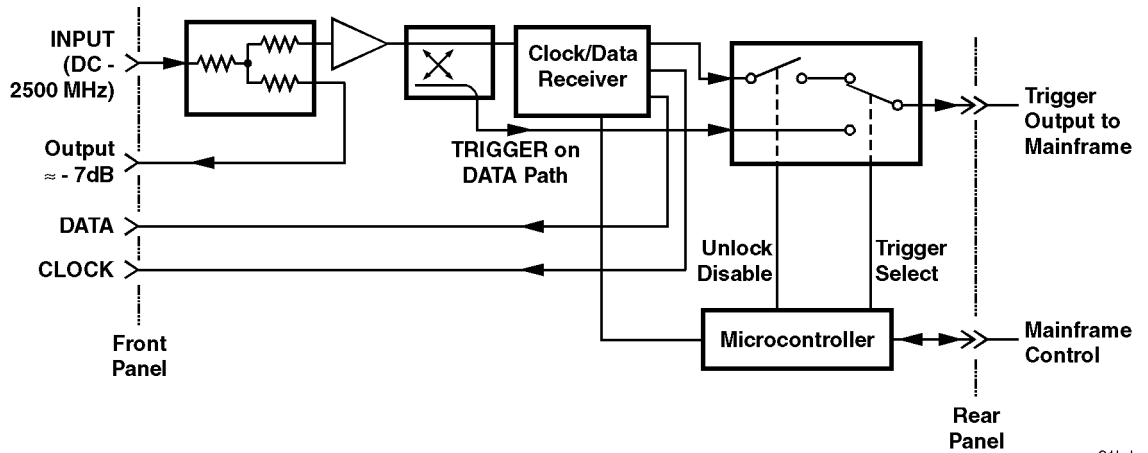 INPUT
(DC -
2500 MHz)
Clock/Data
Receiver
Trigger
Output to
Mainframe
Output
≈ - 7dB
TRIGGER on
DATA Path
DATA
CLOCK
Unlock
Disable
Trigger
Select
Front
Panel
Microcontroller
Mainframe
Control
Rear
Panel